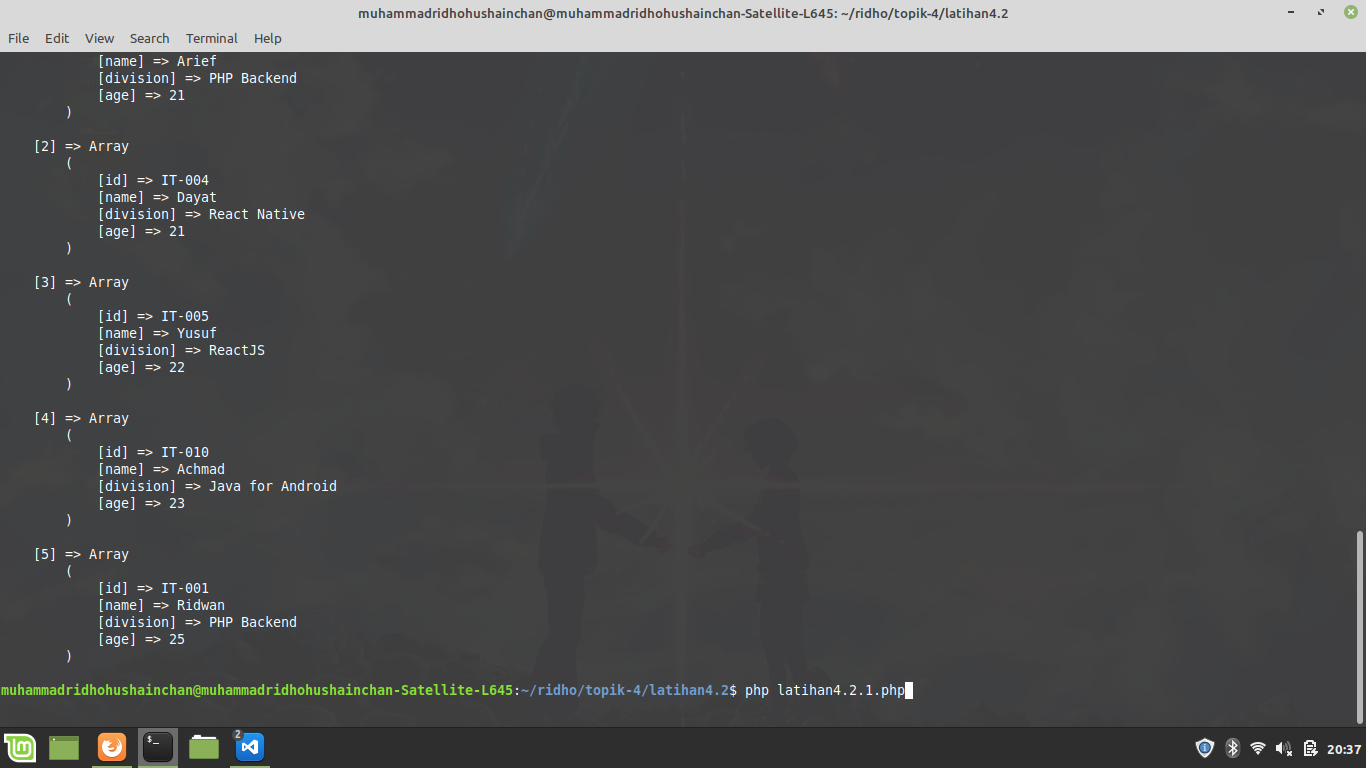 muhammadridhohushainchan@muhammadridhohushainchan-Satellite-L645: ~/ridho/topik-4/latihan4.2
File Edit View Search Terminal Help
[name] => Arief
[division] => PHP Backend
[age] => 21
)
[2] => Array
(
[id] => IT-004
[name] => Dayat
[division] => React Native
[age] => 21
)
[3] => Array
(
[id] => IT-005
[name] => Yusuf
[division] => ReactJS
[age] => 22
)
[4] => Array
(
[id] => IT-010
[name] => Achmad
[division] => Java for Android
[age] => 23
)
[5] => Array
(
[id] => IT-001
[name] => Ridwan
[division] => PHP Backend
[age] => 25
)
muhammadridhohushainchan@muhammadridhohushainchan-Satellite-L645:~/ridho/topik-4/latihan4.2$ php latihan4.2.1.php
2
20:37